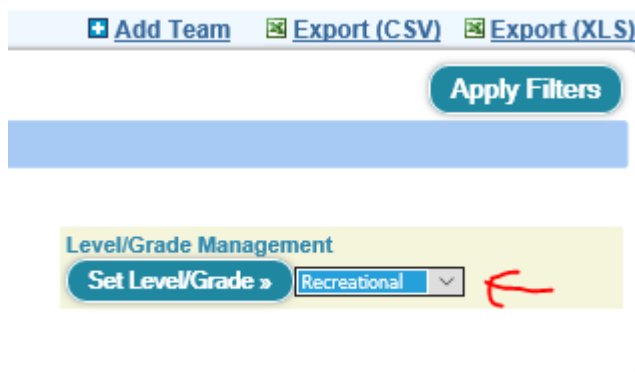 Add Team Export (CSV) Export (XLS)
Apply Filters
Level/Grade Management
Set Level/Grade » Recreational